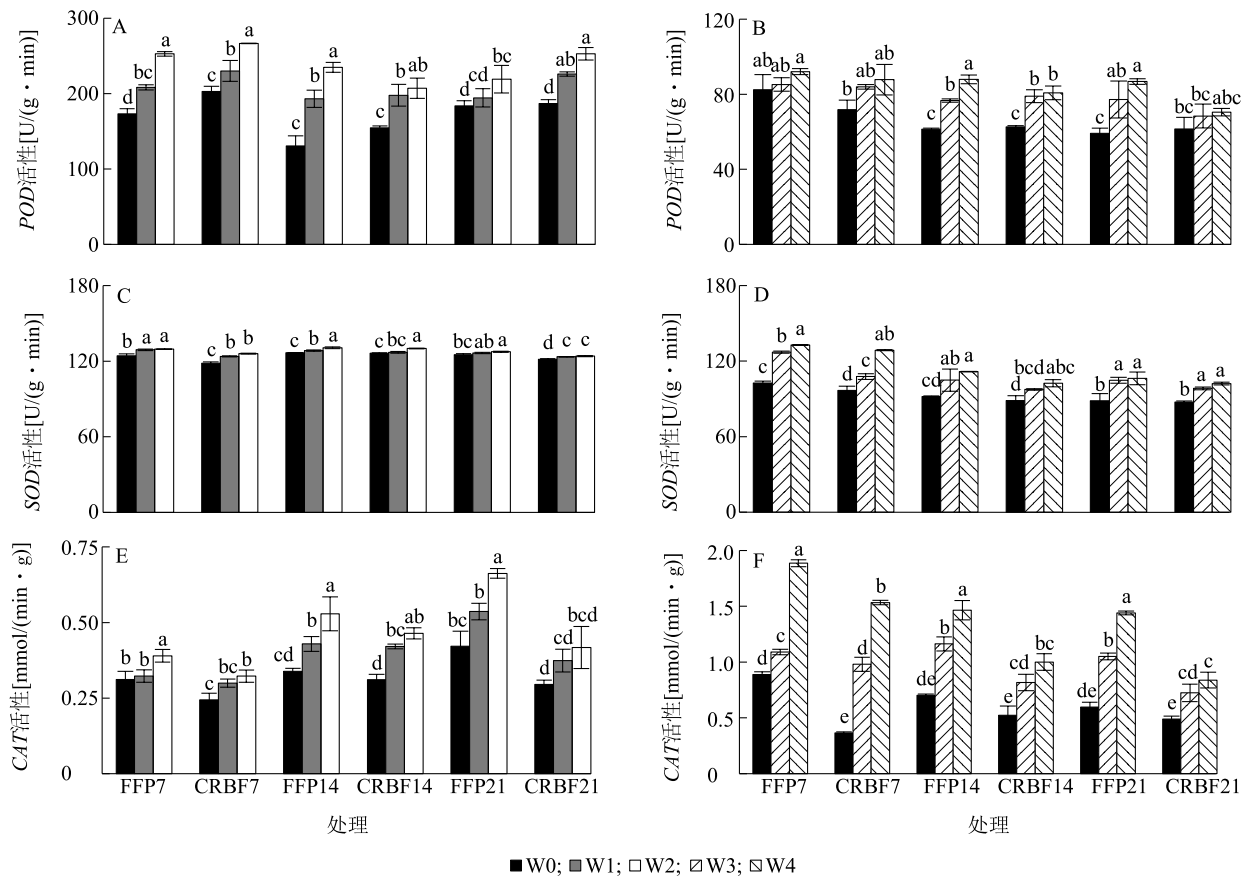 A
POD活性[U/(g·min)]
300
200
100
0
d bc a c b a c b a c b ab d cd bc c ab a
B
POD活性[U/(g·min)]
120
80
40
0
ab ab a b ab ab c b a c b b c ab a bc bc abc
C
SOD活性[U/(g·min)]
180
120
60
0
b a a c b b c b a c bc a bc ab a d c c
D
SOD活性[U/(g·min)]
180
120
60
0
c b a d c ab cd ab a d bcd abc b a a b a a
E
CAT活性[mmol/(min·g)]
0.75
0.50
0.25
0
b b a c bc b cd b a d bc ab bc b a d cd bcd
FFP7 CRBF7 FFP14 CRBF14 FFP21 CRBF21
处理
F
CAT活性[mmol/(min·g)]
2.0
1.5
1.0
0.5
0
d c a e d b de b a e cd bc de b a e cd c
FFP7 CRBF7 FFP14 CRBF14 FFP21 CRBF21
处理
W0; W1; W2; W3; W4